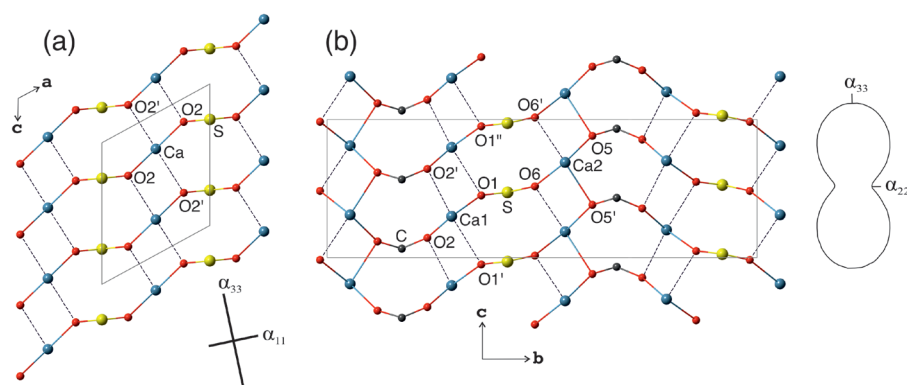 (a)
a
c
O2'
O2
S
Ca
O2
O2'
α33
α11
(b)
O6'
O1"
O5
Ca2
O2'
O1
O6
S
O5'
Ca1
C
O2
O1'
c
b
α33
α22